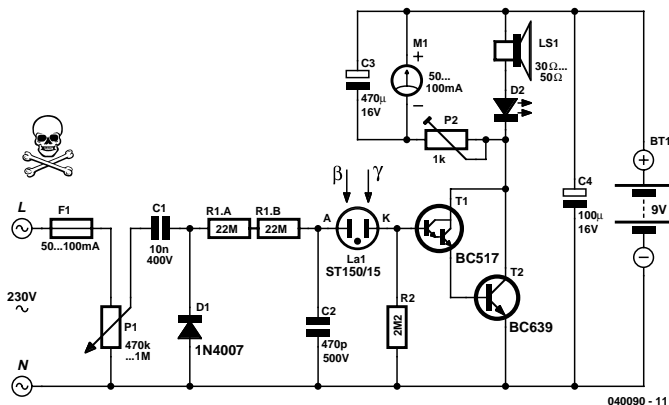 C3
470µ
16V
M1
+
50...
100mA
−
LS1
30Ω...
50Ω
D2
P2
1k
BT1
+
9V
−
C4
100µ
16V
β
γ
L
F1
50...100mA
C1
10n
400V
R1.A
22M
R1.B
22M
A
K
La1
ST150/15
T1
BC517
T2
BC639
230V
~
P1
470k
...1M
D1
1N4007
C2
470p
500V
R2
2M2
N
040090 - 11